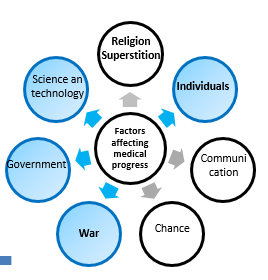 Religion
Superstition
Individuals
Communi
cation
Chance
War
Government
Science an
technology
Factors
affecting
medical
progress